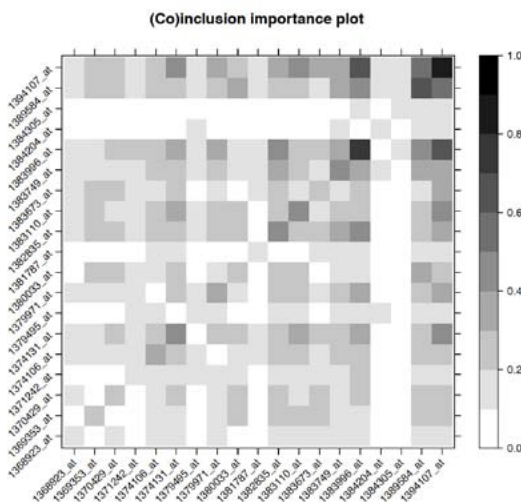 (Co)inclusion importance plot
1394107_at
1389584_at
1384305_at
1384204_at
1383996_at
1383749_at
1383673_at
1383110_at
1382835_at
1381787_at
1380033_at
1379971_at
1379495_at
1374131_at
1374106_at
1371242_at
1370429_at
1369353_at
1368923_at
1368923_at
1369353_at
1370429_at
1371242_at
1374106_at
1374131_at
1379495_at
1379971_at
1380033_at
1381787_at
1382835_at
1383110_at
1383673_at
1383749_at
1383996_at
1384204_at
1384305_at
1389584_at
1394107_at
1.0
0.8
0.6
0.4
0.2
0.0